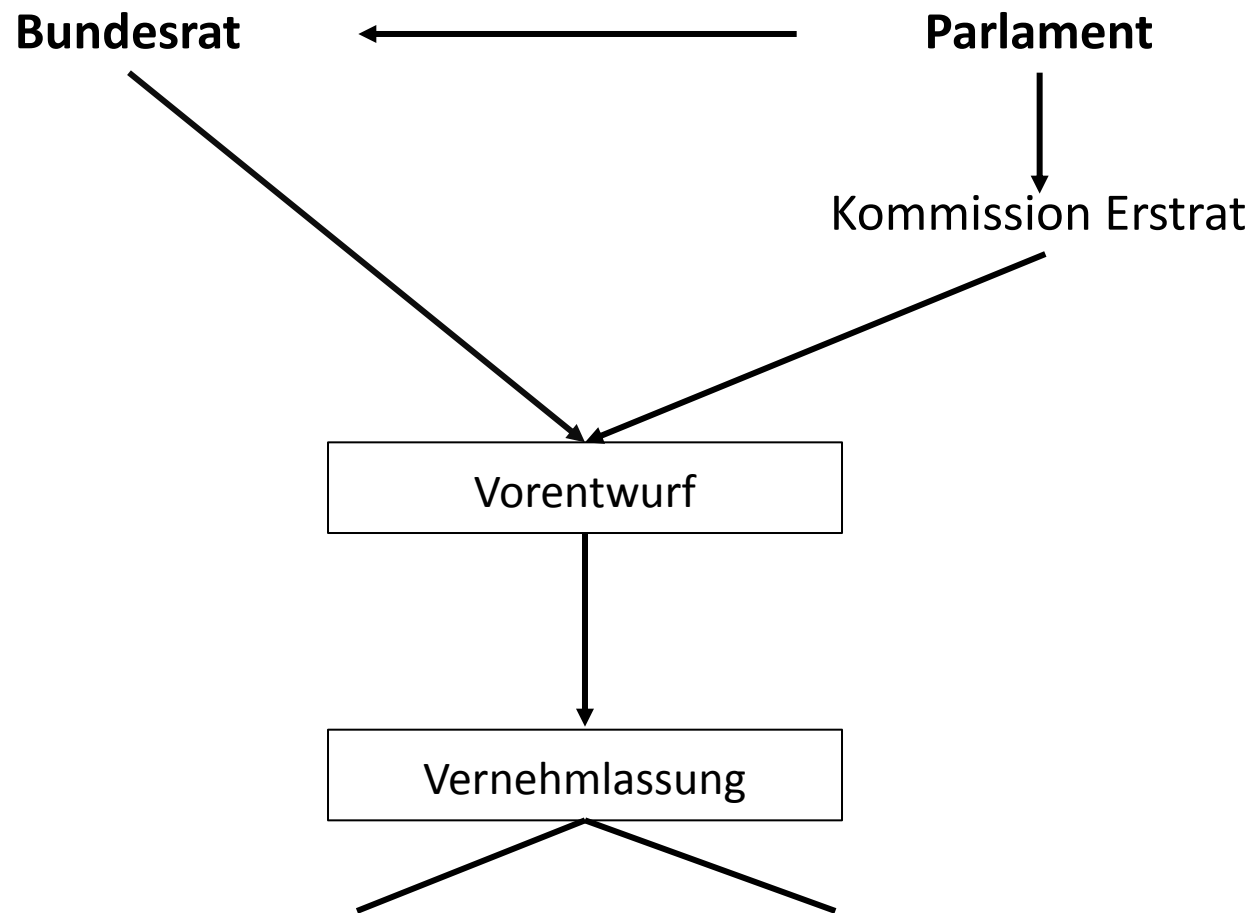 Bundesrat
Parlament
Kommission Erstrat
Vorentwurf
Vernehmlassung